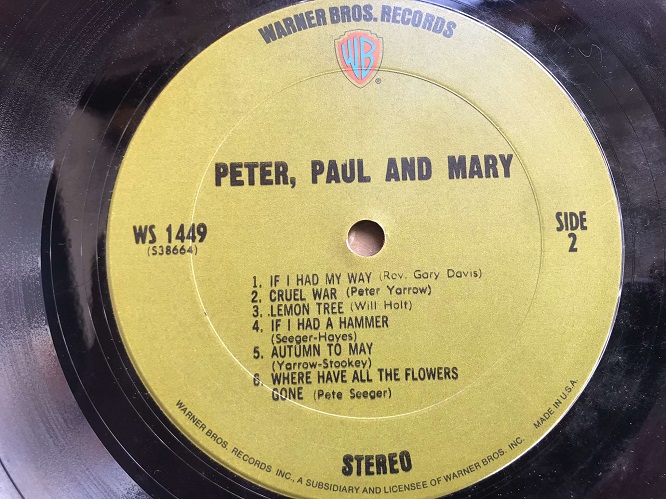 WARNER BROS. RECORDS
WB
®
PETER, PAUL AND MARY
WS 1449
(S38664)
SIDE
2
1. IF I HAD MY WAY (Rev. Gary Davis)
2. CRUEL WAR (Peter Yarrow)
3. LEMON TREE (Will Holt)
4. IF I HAD A HAMMER
(Seeger-Hayes)
5. AUTUMN TO MAY
(Yarrow-Stookey)
6. WHERE HAVE ALL THE FLOWERS
GONE (Pete Seeger)
STEREO
WARNER BROS. RECORDS INC., A SUBSIDIARY AND LICENSEE OF WARNER BROS. INC.
MADE IN U.S.A.